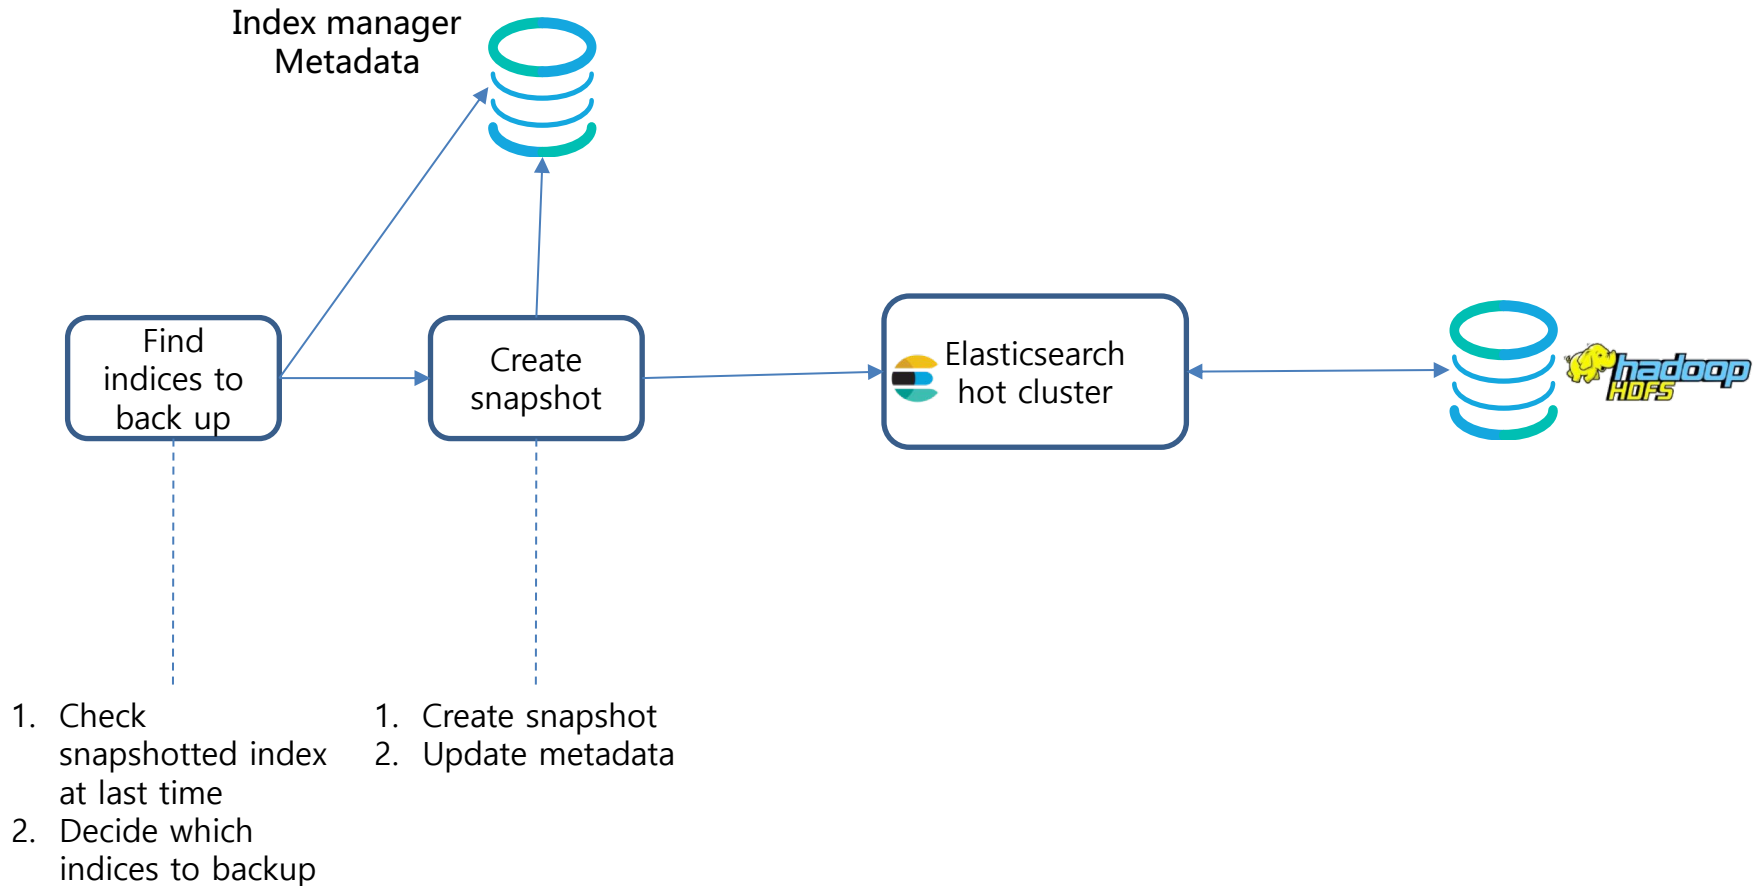 Index manager
Metadata
Find
indices to
back up
Create
snapshot
Elasticsearch
hot cluster
hadoop
HDFS
1. Check
snapshotted index
at last time
2. Decide which
indices to backup
1. Create snapshot
2. Update metadata